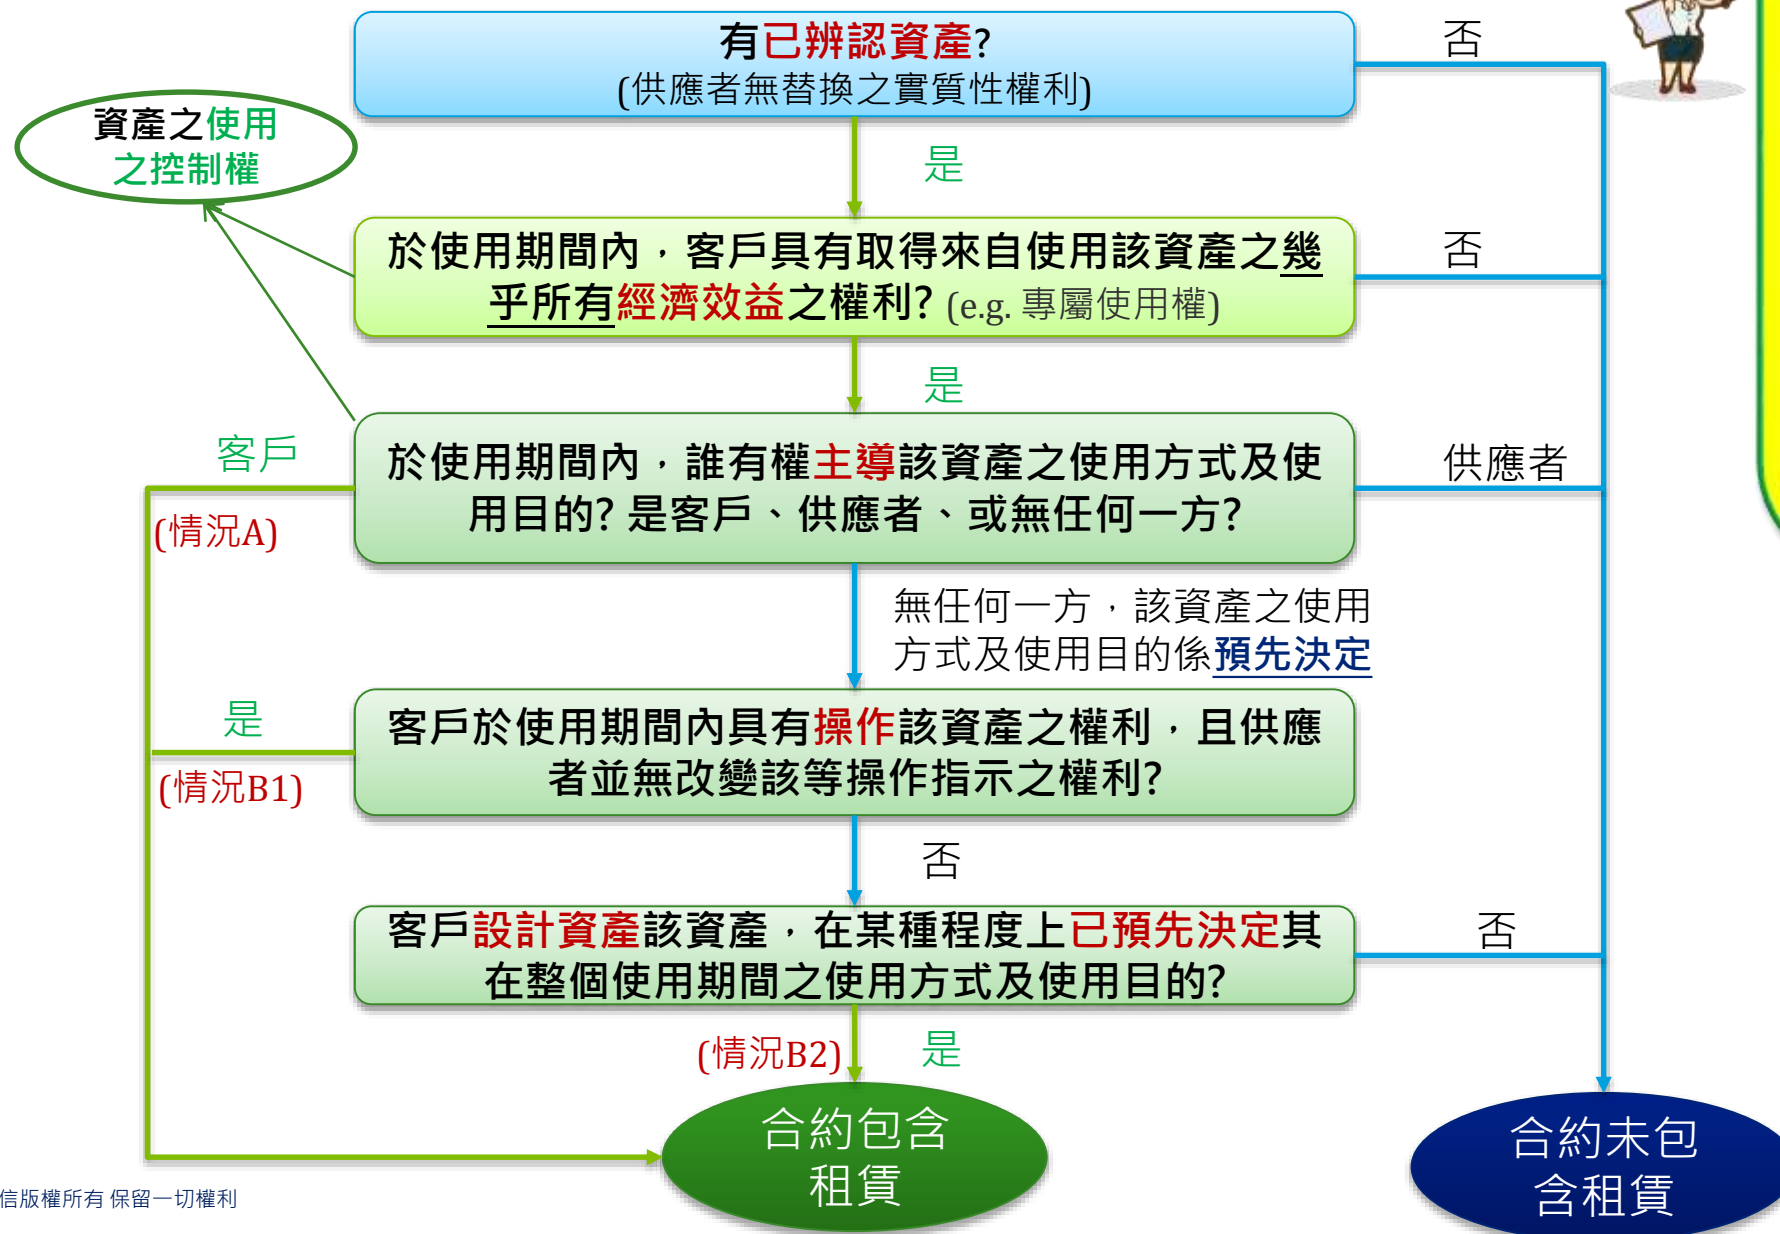 有已辨認資產?
(供應者無替換之實質性權利)
否
資產之使用
之控制權
是
於使用期間內，客戶具有取得來自使用該資產之幾
乎所有經濟效益之權利? (e.g. 專屬使用權)
否
是
客戶
(情況A)
於使用期間內，誰有權主導該資產之使用方式及使
用目的? 是客戶、供應者、或無任何一方?
供應者
無任何一方，該資產之使用
方式及使用目的係預先決定
是
(情況B1)
客戶於使用期間內具有操作該資產之權利，且供應
者並無改變該等操作指示之權利?
否
客戶設計資產該資產，在某種程度上已預先決定其
在整個使用期間之使用方式及使用目的?
否
(情況B2)
是
合約包含
租賃
合約未包
含租賃
信版權所有 保留一切權利